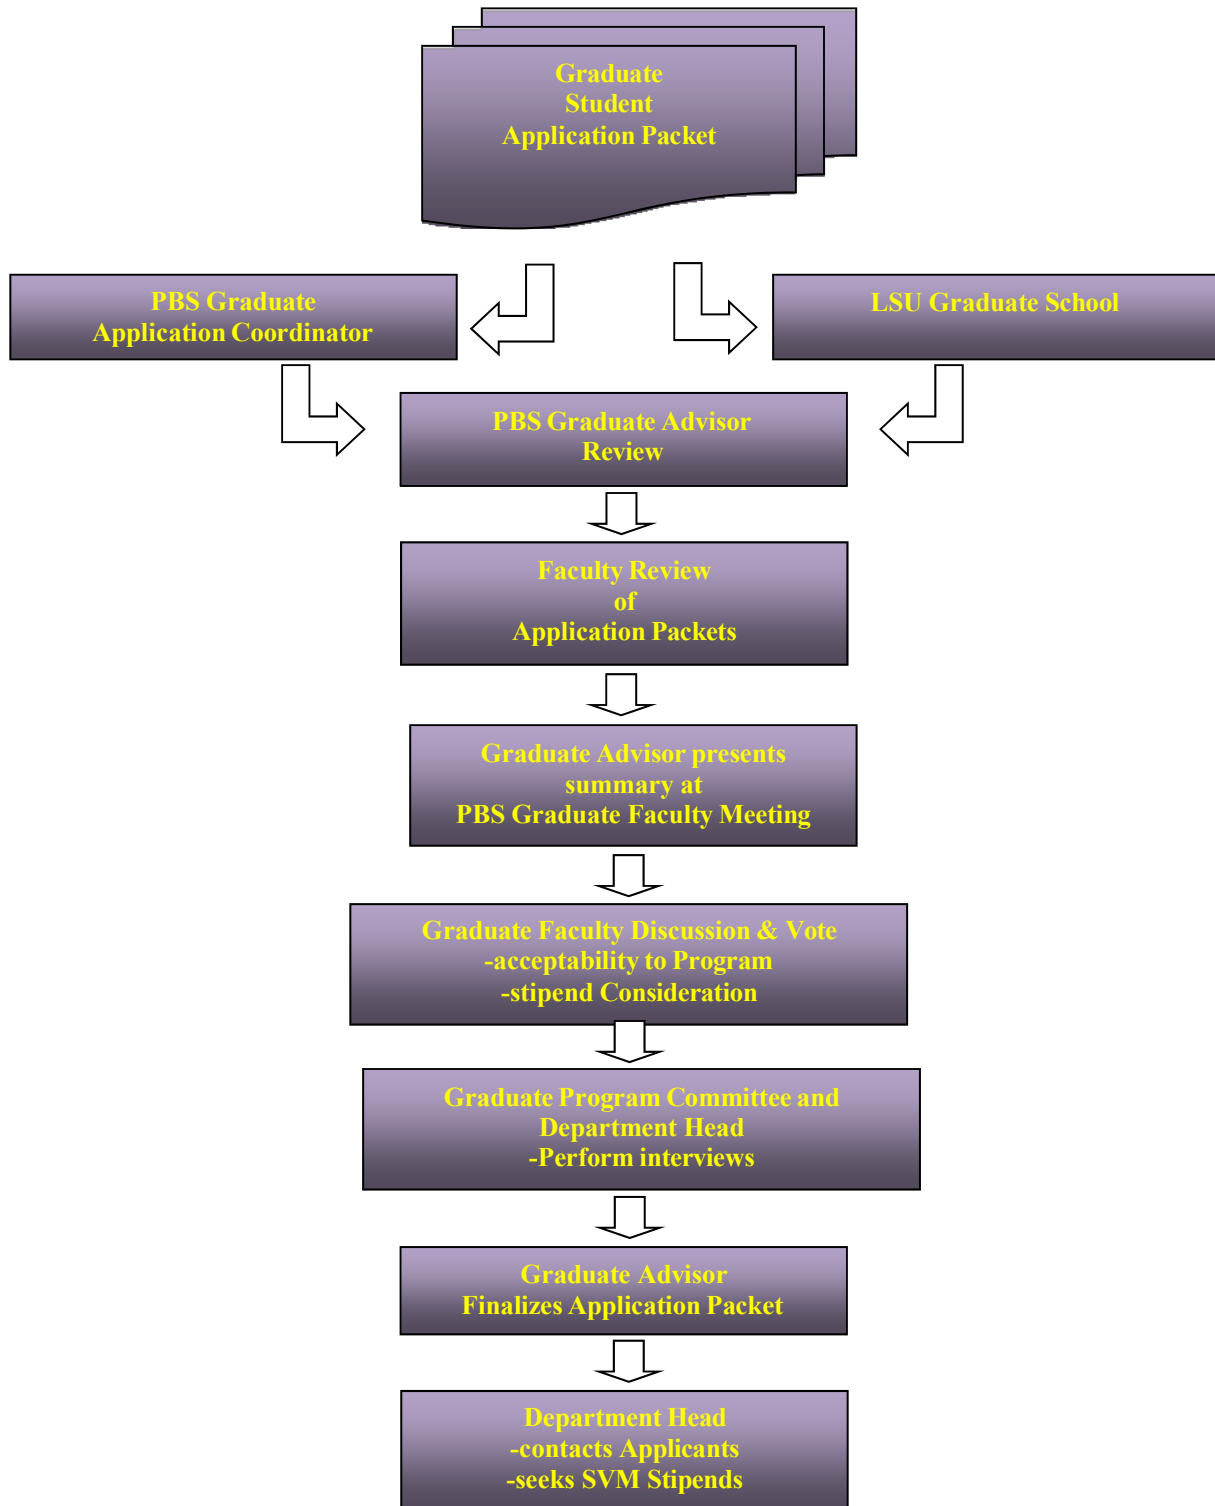 Graduate
Student
Application Packet
PBS Graduate
Application Coordinator
LSU Graduate School
PBS Graduate Advisor
Review
Faculty Review
of
Application Packets
Graduate Advisor presents
summary at
PBS Graduate Faculty Meeting
Graduate Faculty Discussion & Vote
-acceptability to Program
-stipend Consideration
Graduate Program Committee and
Department Head
-Perform interviews
Graduate Advisor
Finalizes Application Packet
Department Head
-contacts Applicants
-seeks SVM Stipends